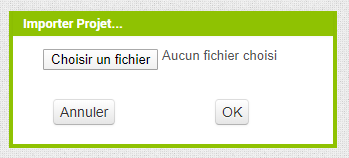 Importer Projet...
Choisir un fichier Aucun fichier choisi
Annuler OK